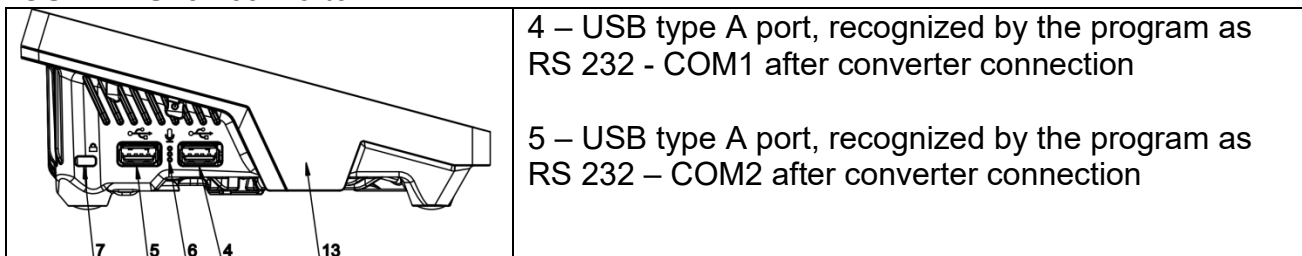 4 – USB type A port, recognized by the program as
RS 232 - COM1 after converter connection
5 – USB type A port, recognized by the program as
RS 232 – COM2 after converter connection
7 5 6 4 13